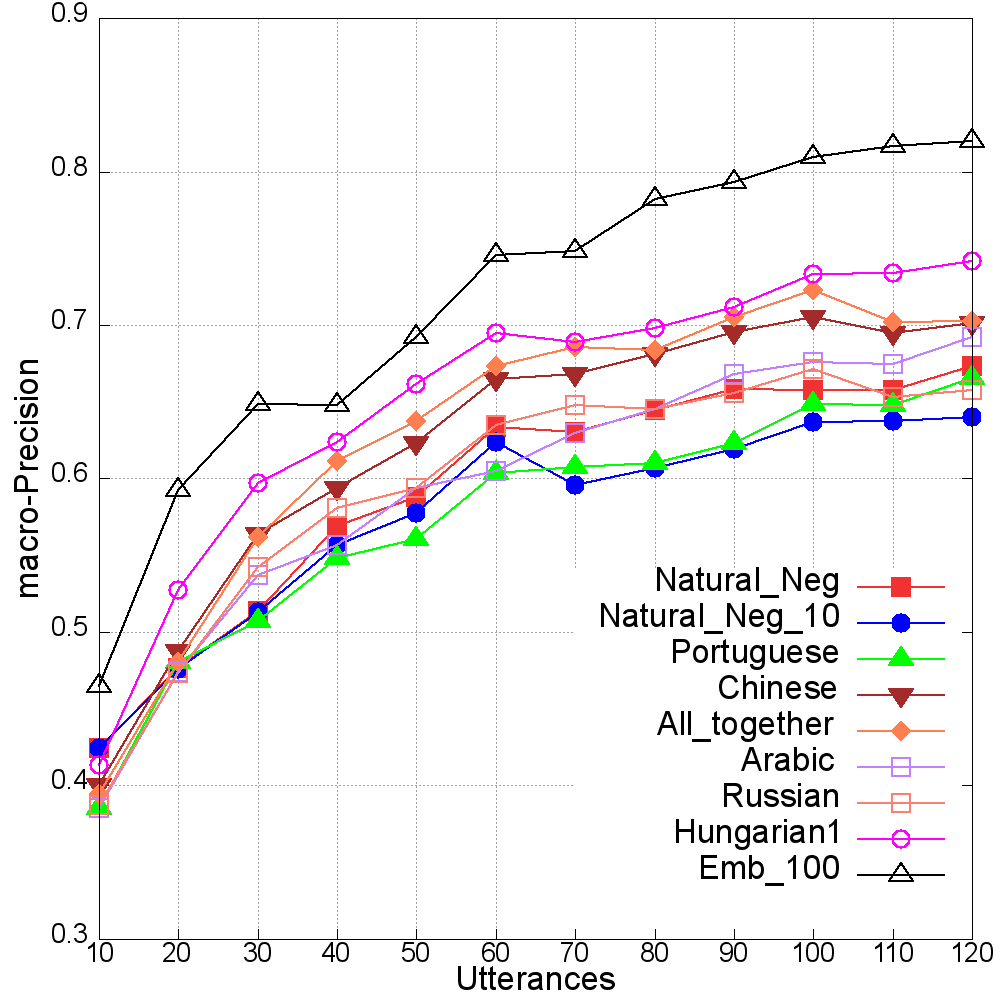 0.9
0.8
0.7
0.6
0.5
0.4
0.3
macro-Precision
Natural_Neg
Natural_Neg_10
Portuguese
Chinese
All_together
Arabic
Russian
Hungarian1
Emb_100
10 20 30 40 50 60 70 80 90 100 110 120
Utterances